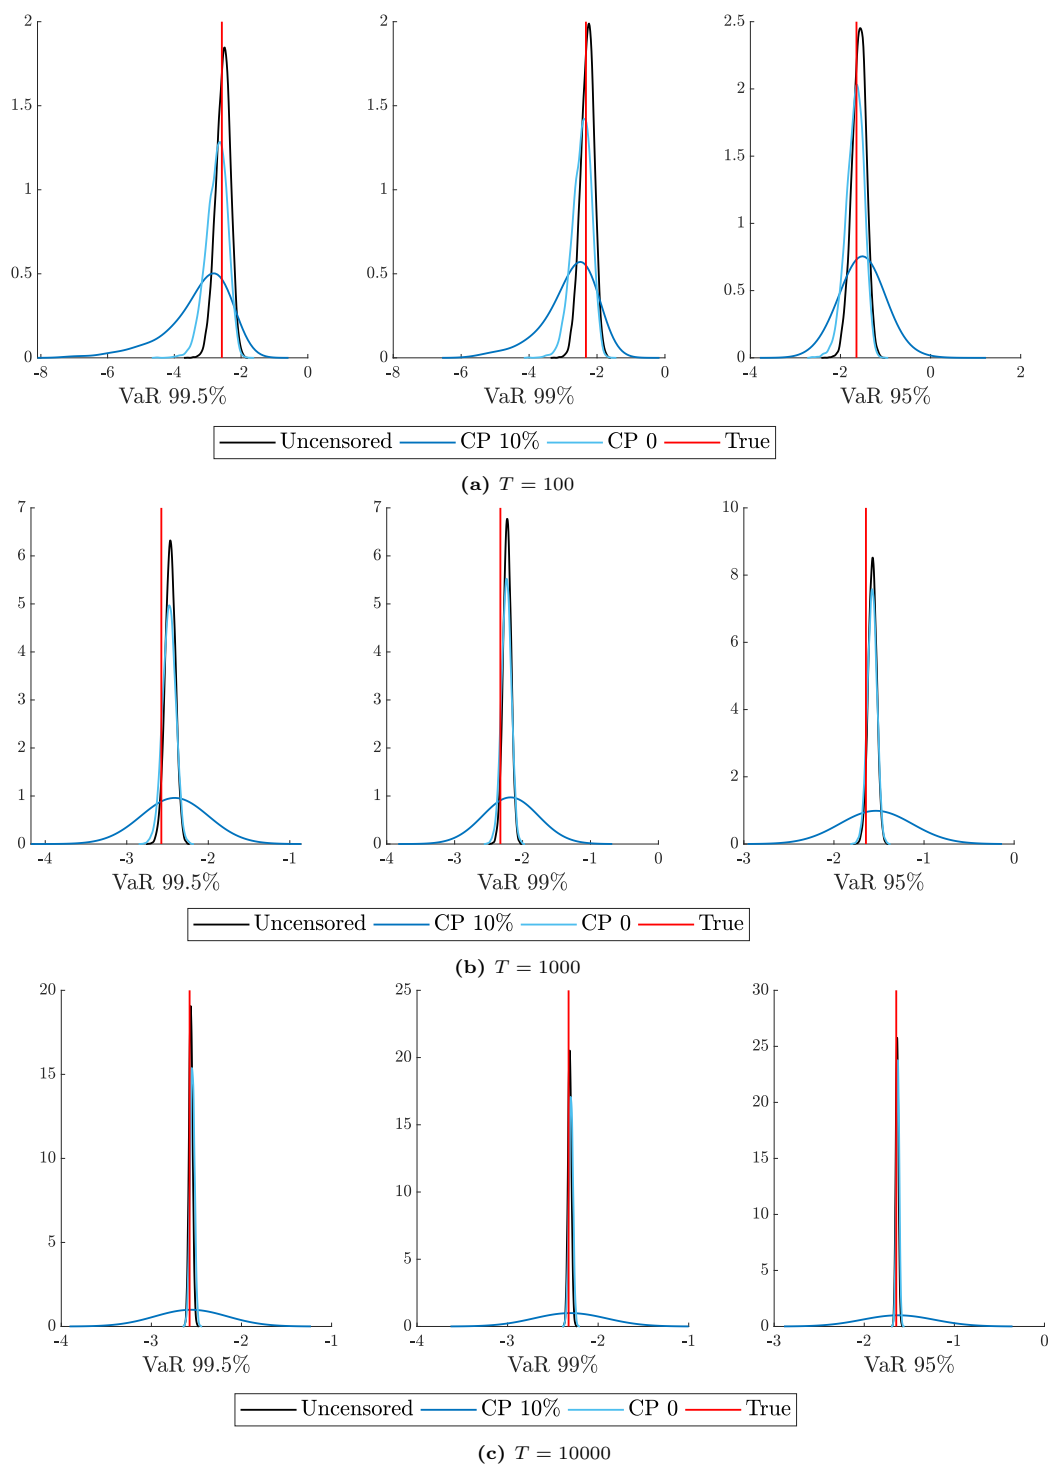 2 2 2.5
2
1.5 1.5
1.5
1 1
1
0.5 0.5
0.5
0 0 0
-8 -6 -4 -2 0 -8 -6 -4 -2 0 -4 -2 0 2
VaR 99.5% VaR 99% VaR 95%
Uncensored CP 10% CP 0 True
(a) T = 100
7 7 10
6 6
8
5 5
6
4 4
3 3
4
2 2
2
1 1
0 0 0
-4 -3 -2 -1 -4 -3 -2 -1 0 -3 -2 -1 0
VaR 99.5% VaR 99% VaR 95%
Uncensored CP 10% CP 0 True
(b) T = 1000
20 25 30
25
20
15
20
15
10 15
10
10
5
5
5
0 0 0
-4 -3 -2 -1 -4 -3 -2 -1 -3 -2 -1 0
VaR 99.5% VaR 99% VaR 95%
Uncensored CP 10% CP 0 True
(c) T = 10000